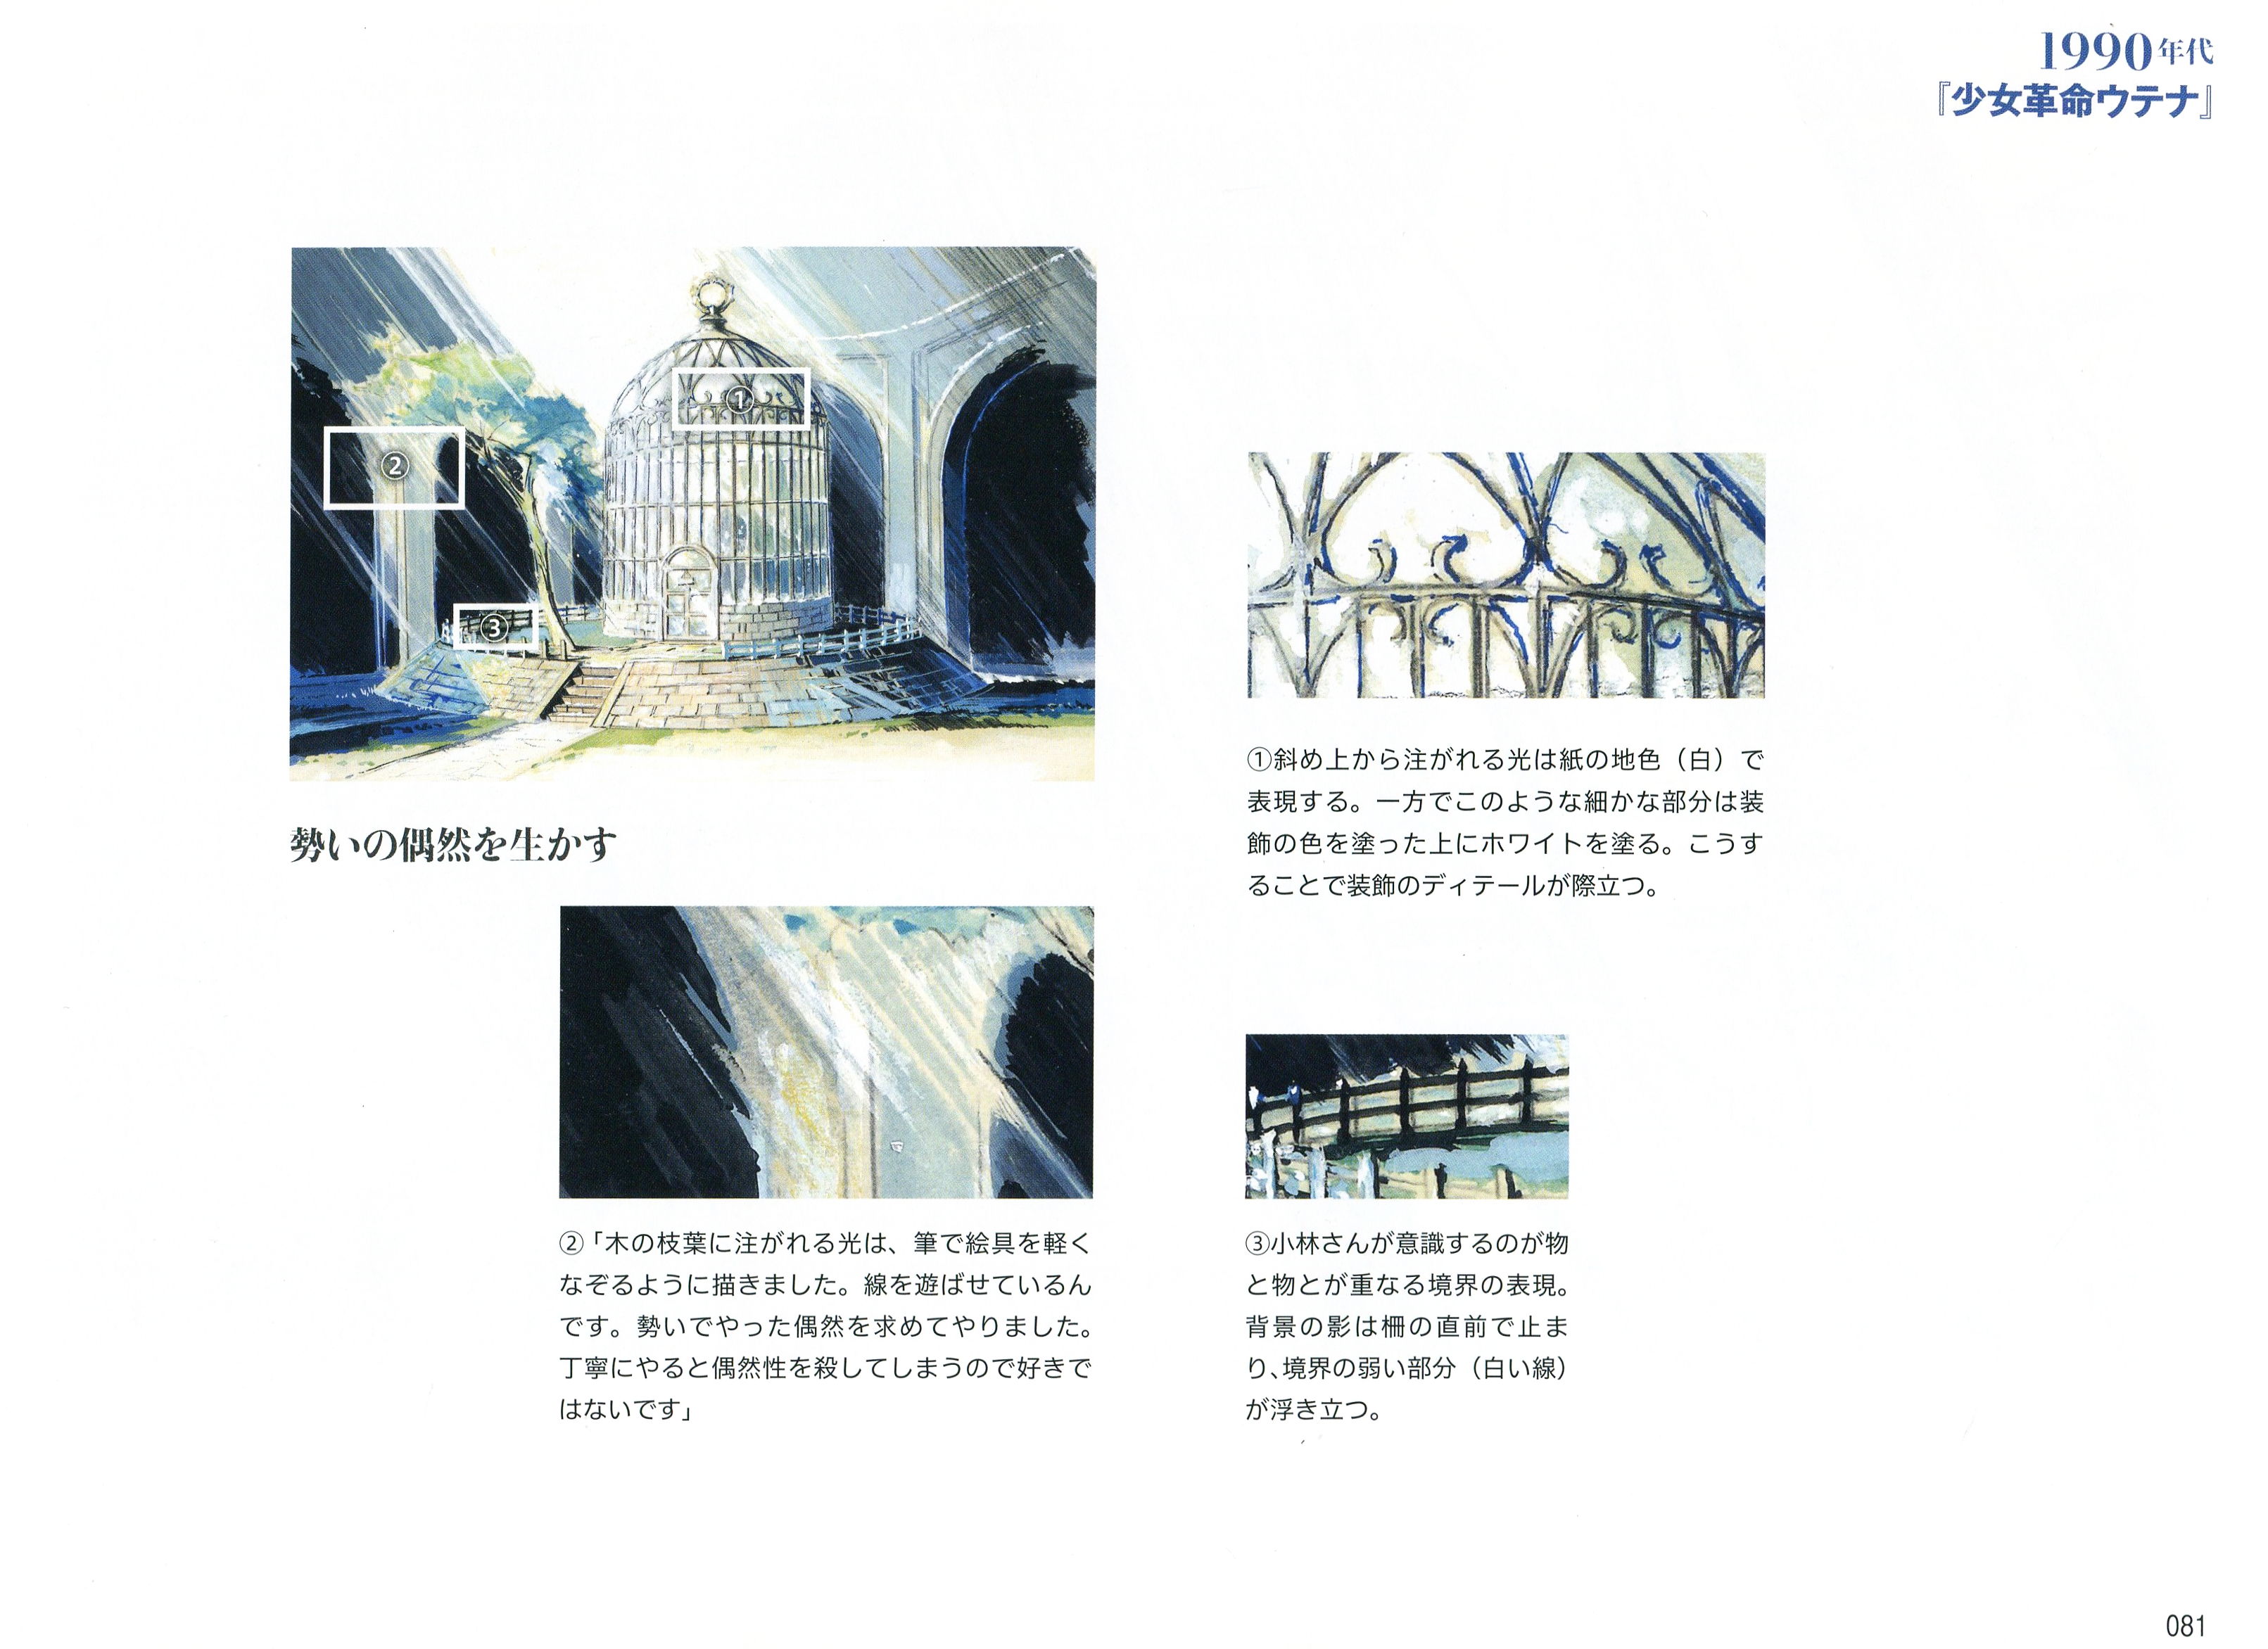 1990年代
『少女革命ウテナ』
①
②
③
勢いの偶然を生かす
①斜め上から注がれる光は紙の地色（白）で
表現する。一方でこのような細かな部分は装
飾の色を塗った上にホワイトを塗る。こうす
ることで装飾のディテールが際立つ。
②「木の枝葉に注がれる光は、筆で絵具を軽く
なぞるように描きました。線を遊ばせているん
です。勢いでやった偶然を求めてやりました。
丁寧にやると偶然性を殺してしまうので好きで
はないです」
③小林さんが意識するのが物
と物とが重なる境界の表現。
背景の影は柵の直前で止ま
り、境界の弱い部分（白い線）
が浮き立つ。
081